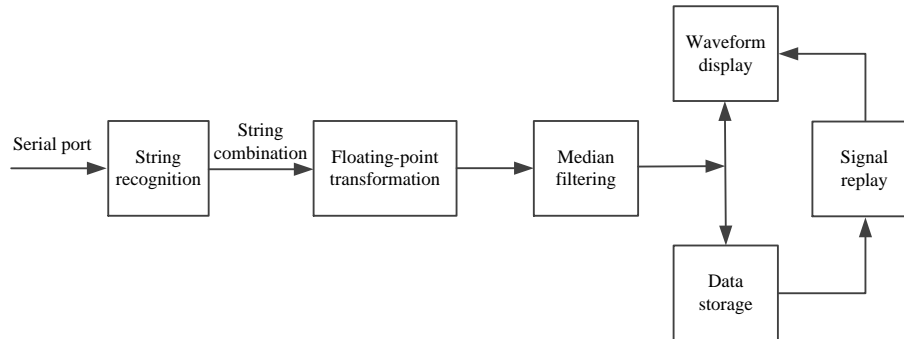 Serial port
String
recognition
String
combination
Floating-point
transformation
Median
filtering
Waveform
display
Signal
replay
Data
storage